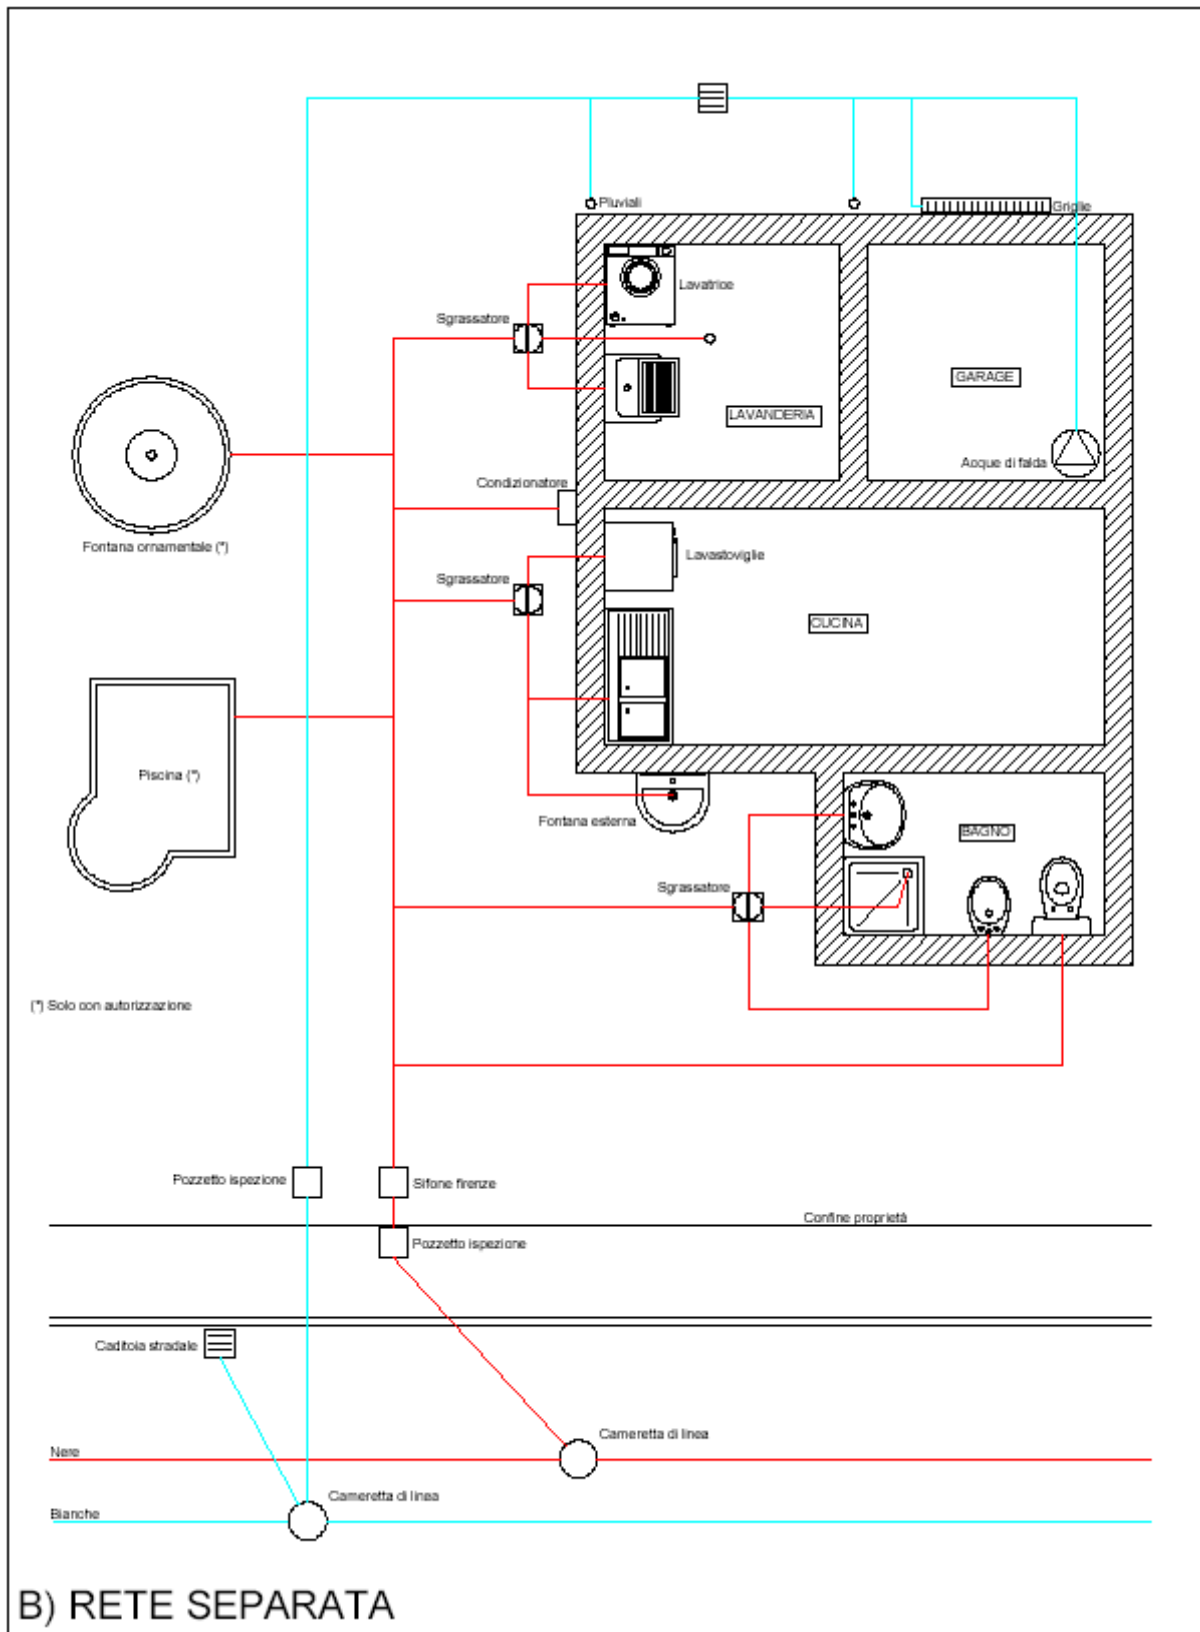 Pluviali
Griglie
Lavatrice
Sgrassatore
GARAGE
LAVANDERIA
Acque di falda
Condizionatore
Fontana ornamentale (*)
Lavastoviglie
Sgrassatore
CUCINA
Piscina (*)
Fontana esterna
BAGNO
Sgrassatore
(*) Solo con autorizzazione
Pozzetto ispezione
Sifone firenze
Confine proprietà
Pozzetto ispezione
Caditoia stradale
Cameretta di linea
Nere
Cameretta di linea
Bianche
B) RETE SEPARATA